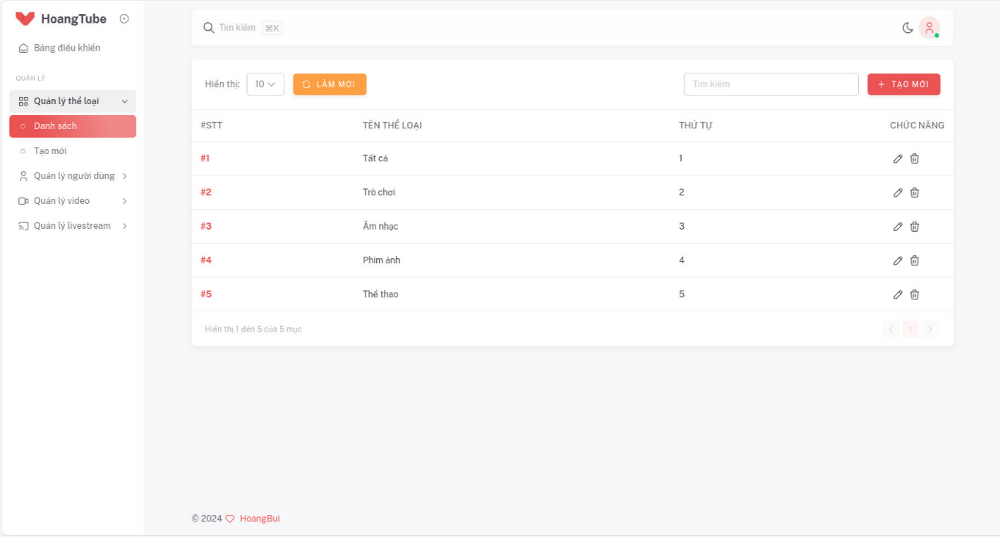 HoangTube
Bảng điều khiển
QUẢN LÝ
Quản lý thể loại
Danh sách
Tạo mới
Quản lý người dùng
Quản lý video
Quản lý livestream
Tìm kiếm ⌘K
Hiển thị: 10 LÀM MỚI Tìm kiếm + TẠO MỚI
#STT TÊN THỂ LOẠI THỨ TỰ CHỨC NĂNG
#1 Tất cả 1
#2 Trò chơi 2
#3 Âm nhạc 3
#4 Phim ảnh 4
#5 Thể thao 5
Hiển thị 1 đến 5 của 5 mục 1
© 2024 HoangBui